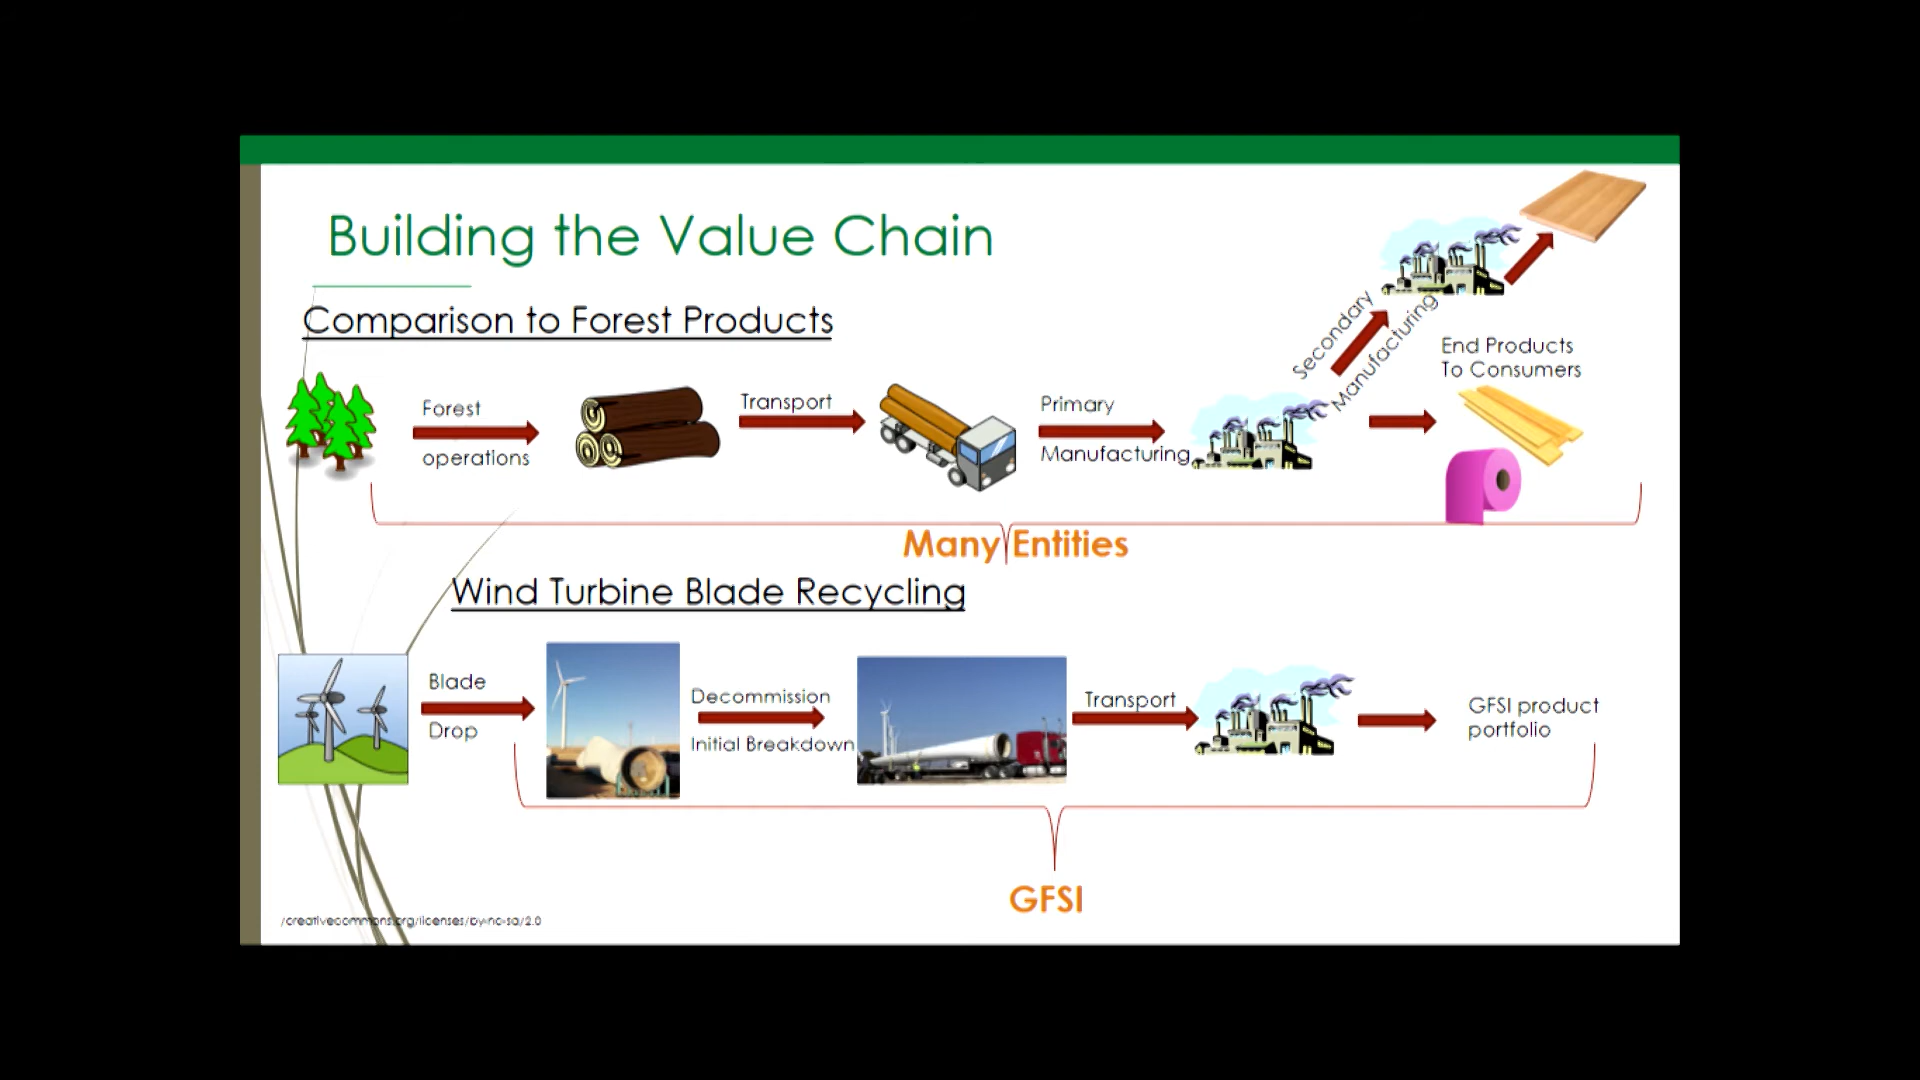 Building the Value Chain
Comparison to Forest Products
Forest
operations
Transport
Primary
Manufacturing
Secondary
Manufacturing
End Products
To Consumers
Many Entities
Wind Turbine Blade Recycling
Blade
Drop
Decommission
Initial Breakdown
Transport
GFSI product
portfolio
GFSI
/creativecommons.org/licenses/by-nc-sa/2.0